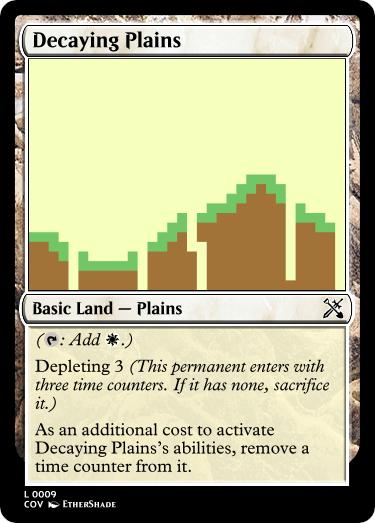 Decaying Plains
Basic Land — Plains
(: Add .)
Depleting 3 (This permanent enters with
three time counters. If it has none, sacrifice
it.)
As an additional cost to activate
Decaying Plains's abilities, remove a
time counter from it.
L 0009
COV EtherShade